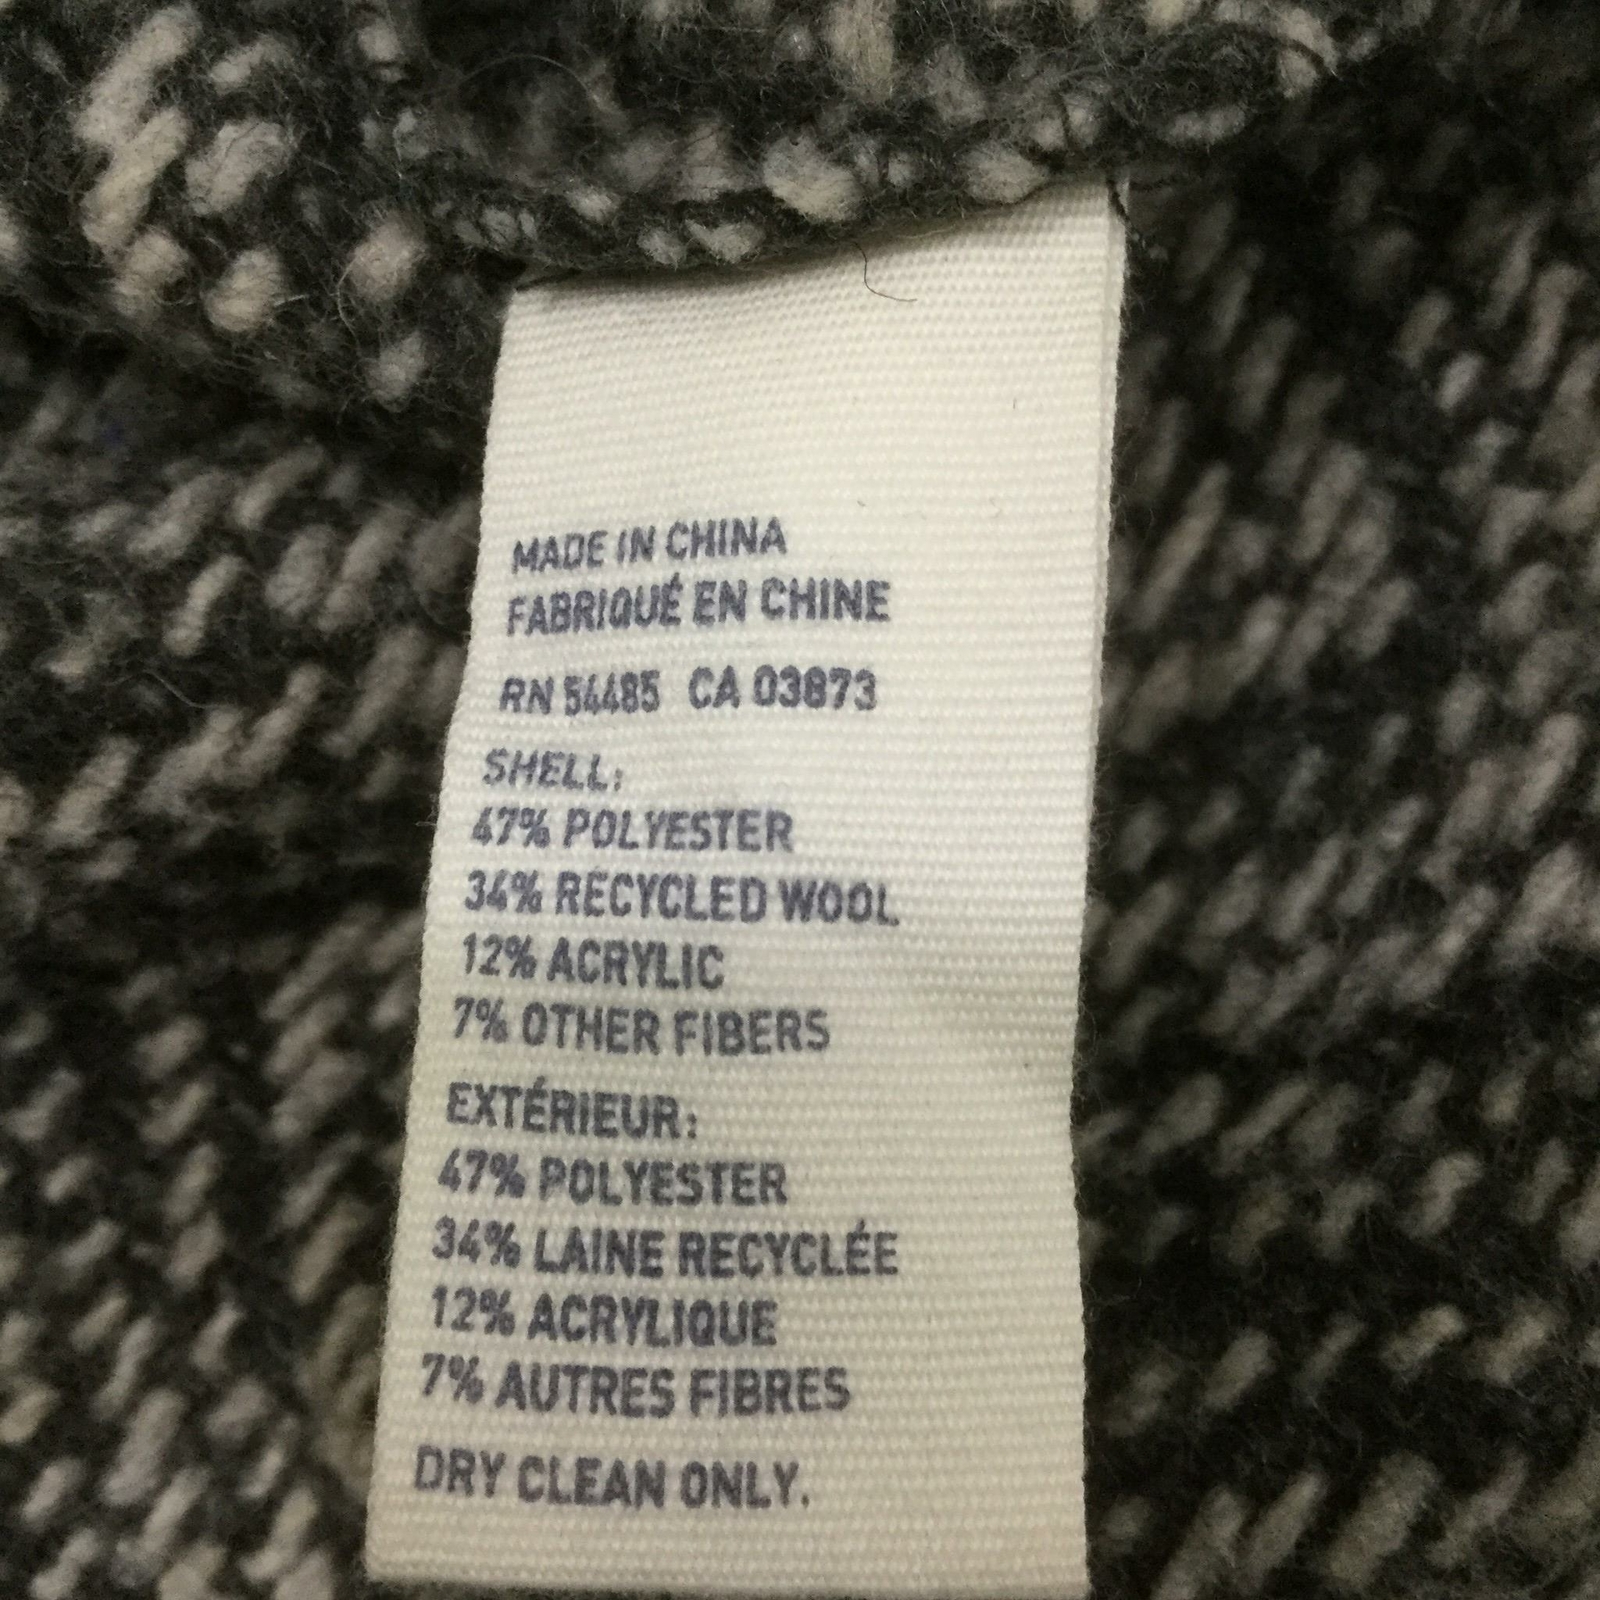 MADE IN CHINA
FABRIQUÉ EN CHINE
RN 54485 CA 03873
SHELL:
47% POLYESTER
34% RECYCLED WOOL
12% ACRYLIC
7% OTHER FIBERS
EXTÉRIEUR:
47% POLYESTER
34% LAINE RECYCLÉE
12% ACRYLIQUE
7% AUTRES FIBRES
DRY CLEAN ONLY.